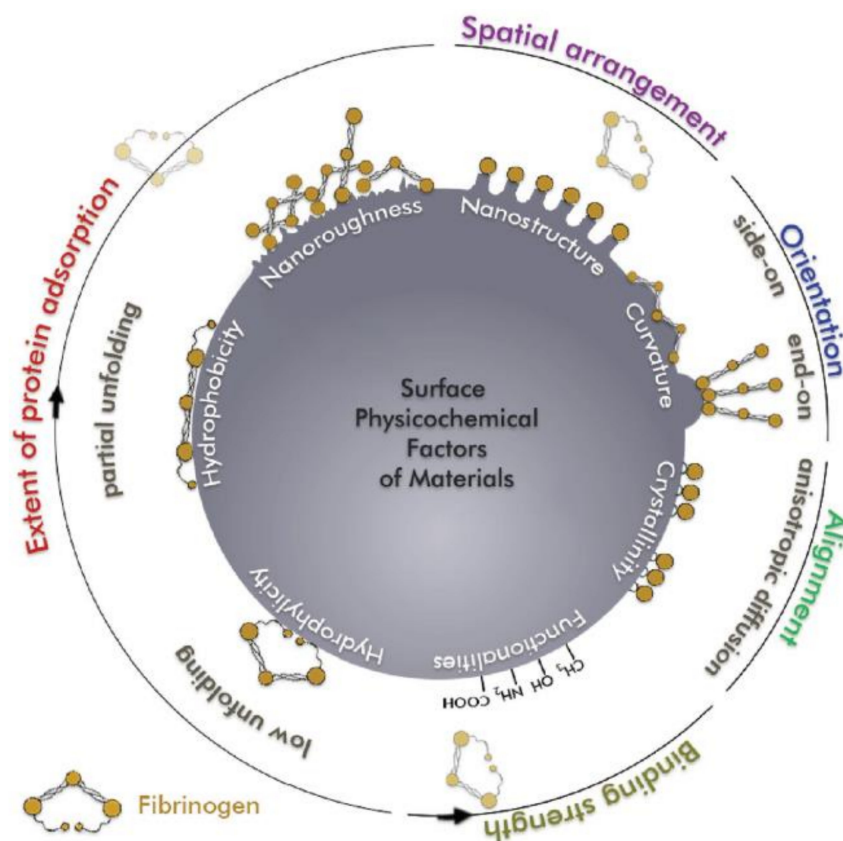 Spatial arrangement
Orientation
side-on
end-on
Alignment
anisotropic diffusion
Binding strength
low unfolding
partial unfolding
Extent of protein adsorption
Nanoroughness
Nanostructure
Curvature
Crystallinity
Functionalities
CH₃
OH
NH₂
COOH
Hydrophylicity
Hydrophobicity
Surface
Physicochemical
Factors
of Materials
Fibrinogen